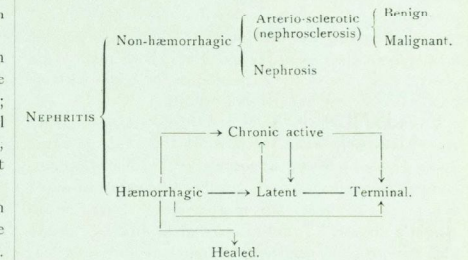 Benign
Arterio-sclerotic
(nephrosclerosis)
Non-hæmorrhagic
Malignant.
Nephrosis
NEPHRITIS
Chronic active
Hæmorrhagic Latent Terminal.
Healed.